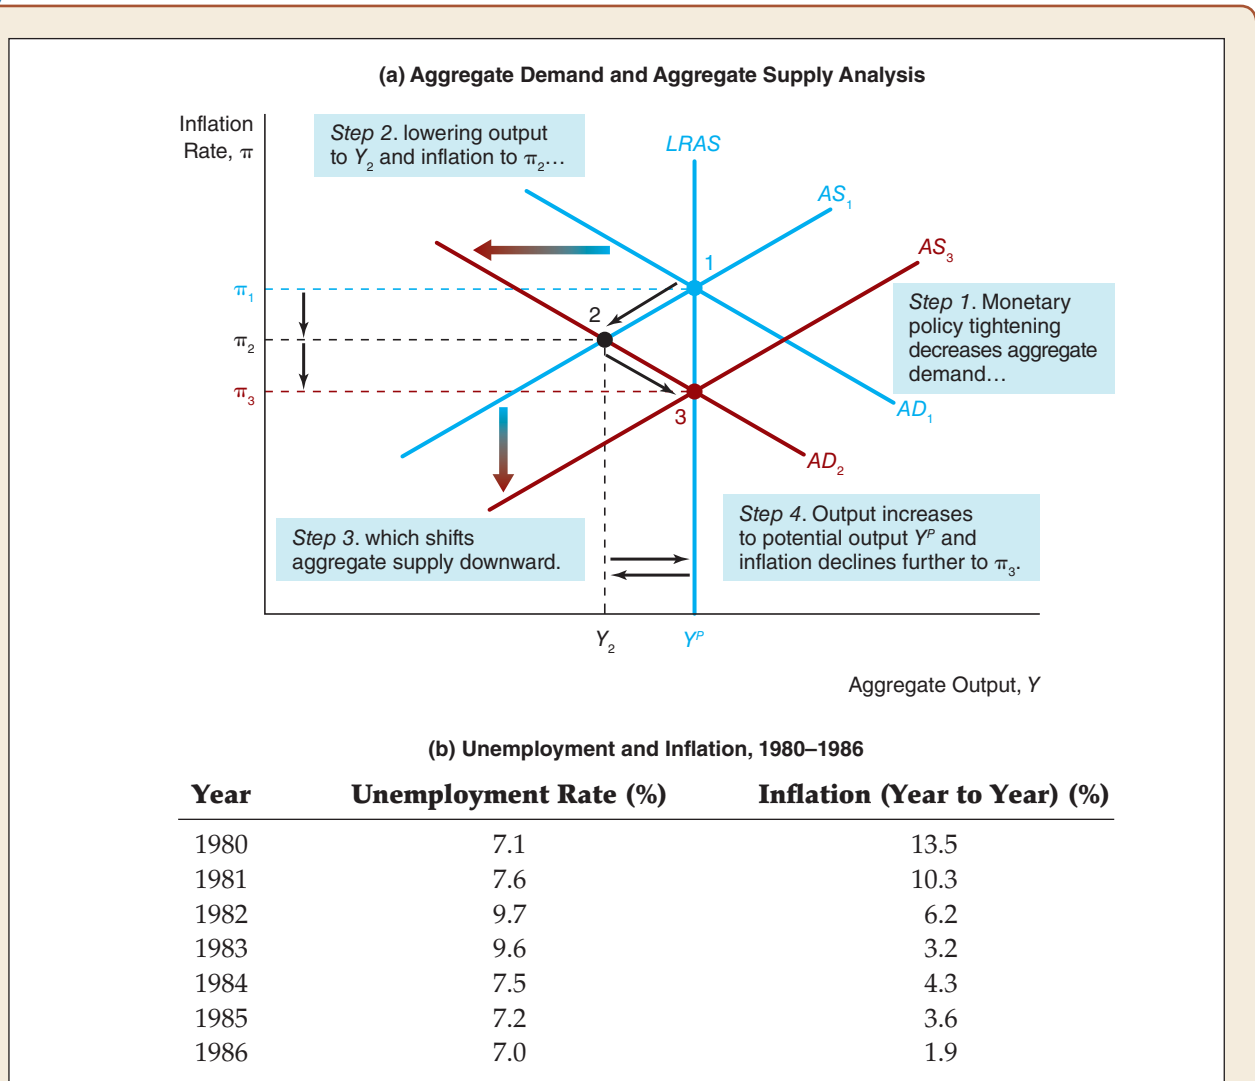 (a) Aggregate Demand and Aggregate Supply Analysis
Inflation
Rate, π
Step 2. lowering output
to Y₂ and inflation to π₂...
LRAS
AS₁
AS₃
1
π₁
Step 1. Monetary
policy tightening
decreases aggregate
demand...
2
π₂
π₃
3
AD₁
AD₂
Step 3. which shifts
aggregate supply downward.
Step 4. Output increases
to potential output Yᴾ and
inflation declines further to π₃.
Y₂
Yᴾ
Aggregate Output, Y
(b) Unemployment and Inflation, 1980–1986
Year Unemployment Rate (%) Inflation (Year to Year) (%)
1980 7.1 13.5
1981 7.6 10.3
1982 9.7 6.2
1983 9.6 3.2
1984 7.5 4.3
1985 7.2 3.6
1986 7.0 1.9